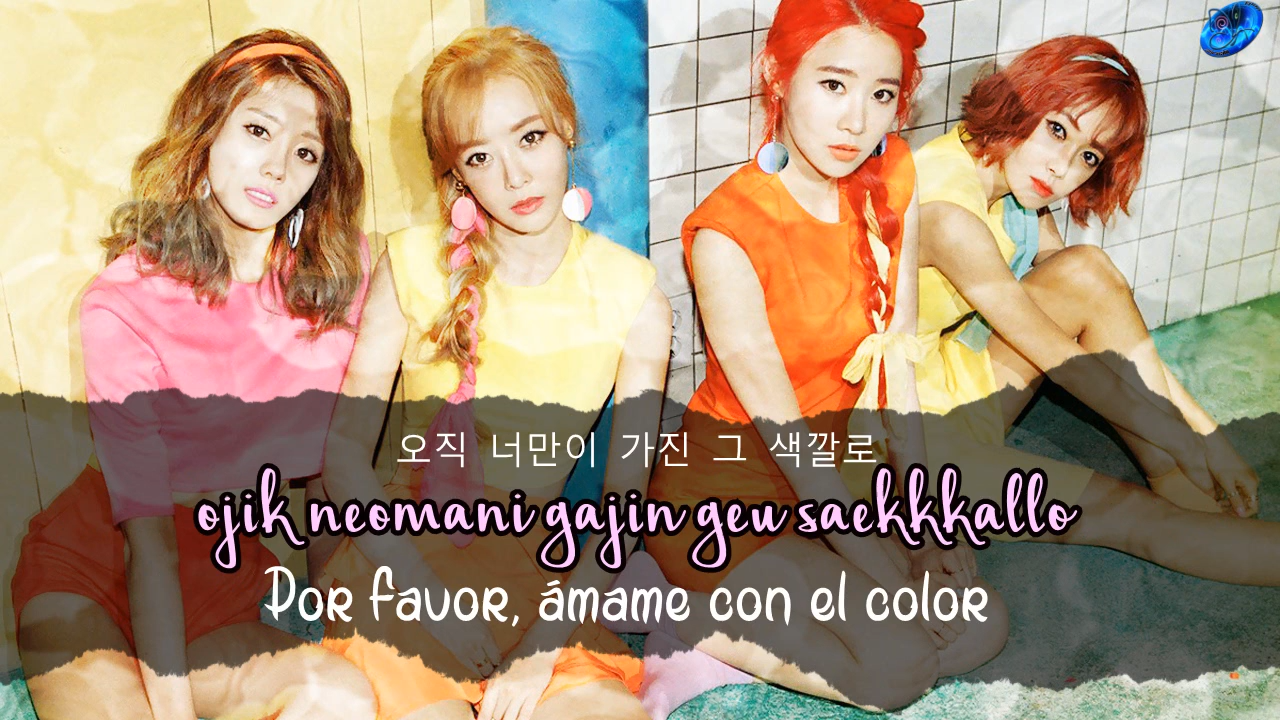 오직 너만이 가진 그 색깔로
ojik neomani gajin geu saekkkallo
Por favor, ámame con el color